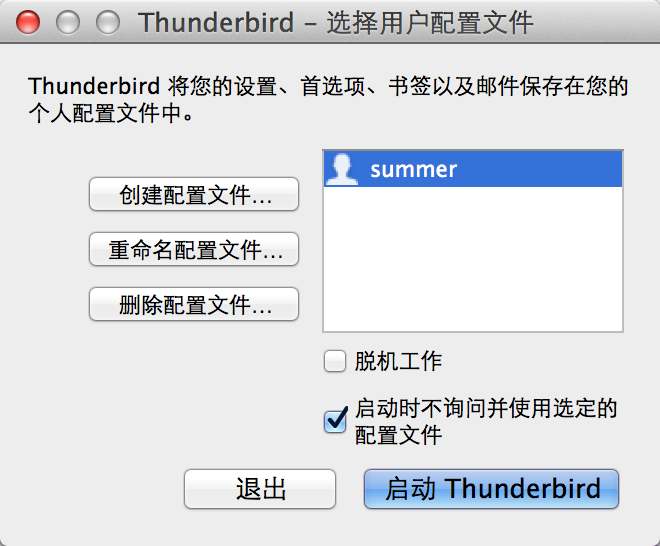 Thunderbird – 选择用户配置文件
Thunderbird 将您的设置、首选项、书签以及邮件保存在您的
个人配置文件中。
summer
创建配置文件...
重命名配置文件...
删除配置文件...
脱机工作
启动时不询问并使用选定的
配置文件
退出
启动 Thunderbird